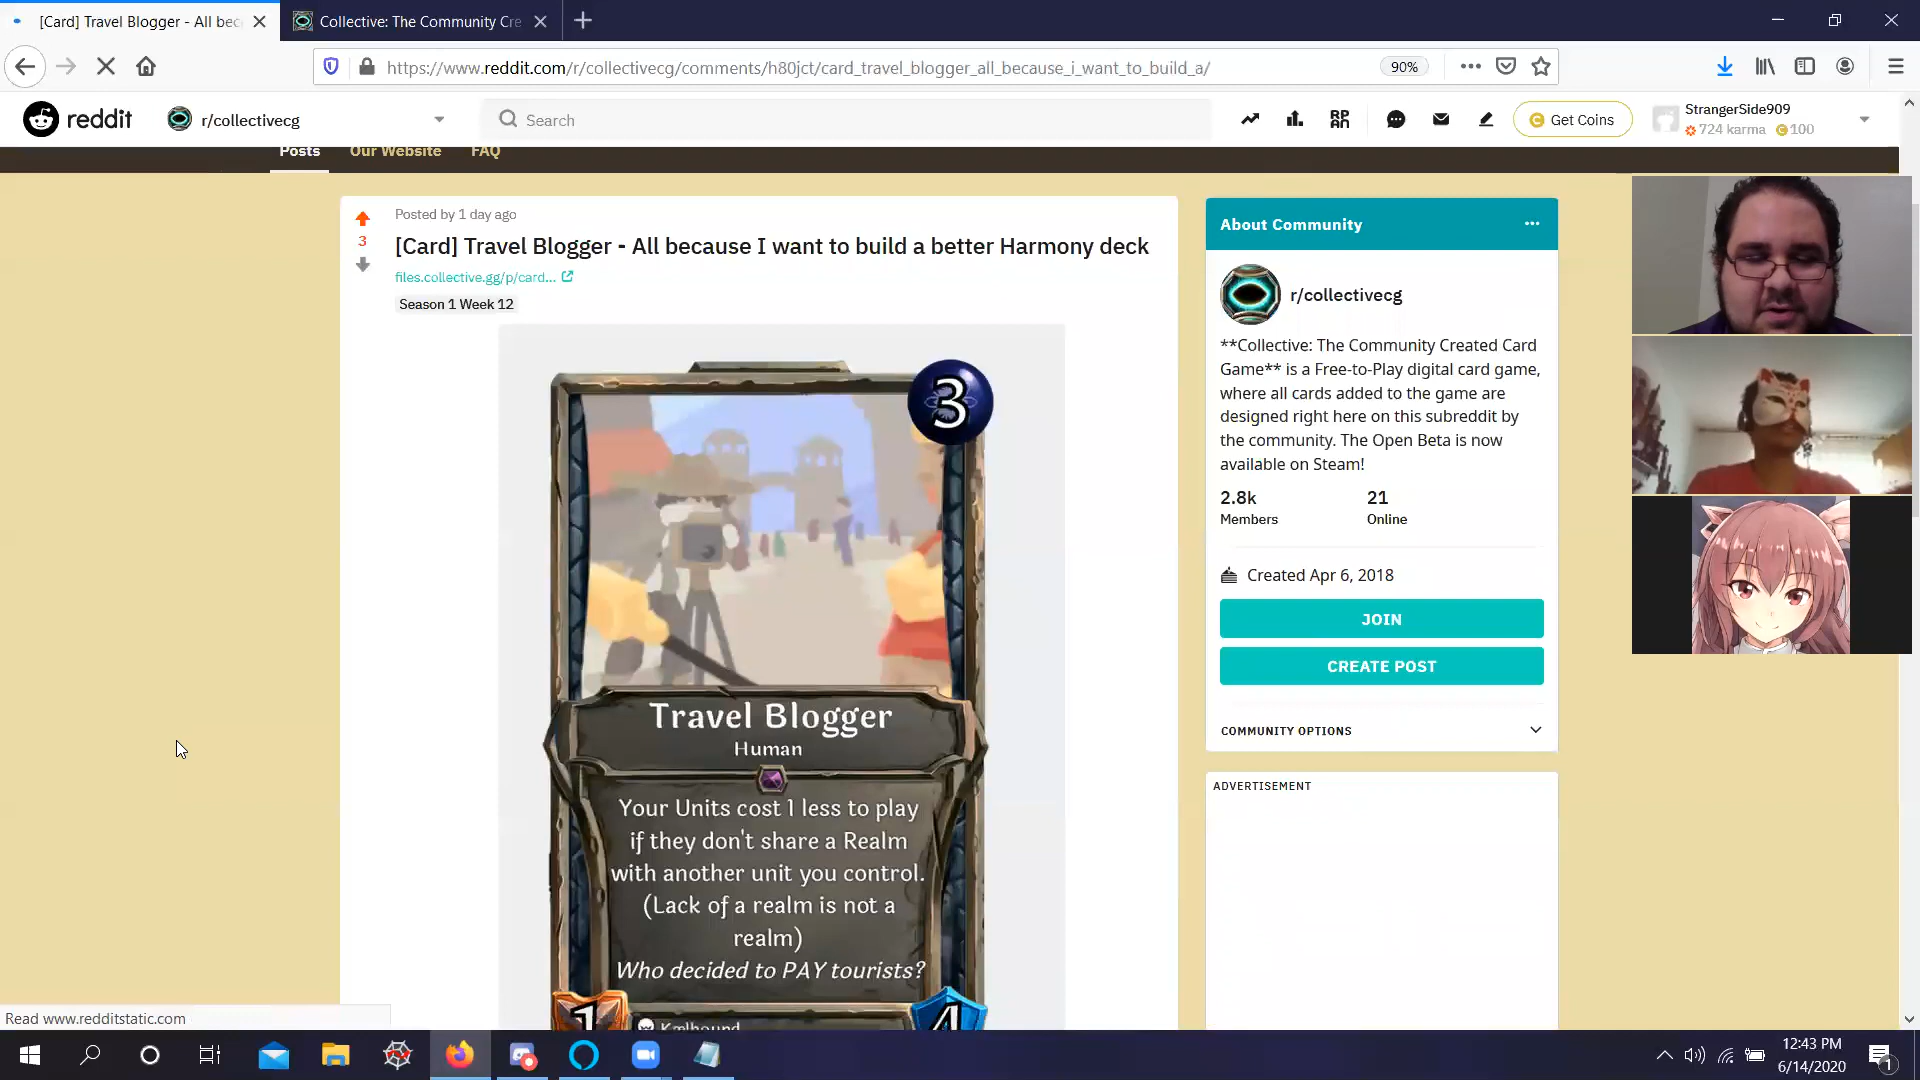 [Card] Travel Blogger - All bec
Collective: The Community Cre
https://www.reddit.com/r/collectivecg/comments/h80jct/card_travel_blogger_all_because_i_want_to_build_a/
90%
reddit
r/collectivecg
Search
RPAN
Get Coins
StrangerSide909
724 karma 100
Posts
Our Website
FAQ
Posted by 1 day ago
3
[Card] Travel Blogger - All because I want to build a better Harmony deck
files.collective.gg/p/card...
Season 1 Week 12
3
Travel Blogger
Human
Your Units cost 1 less to play
if they don't share a Realm
with another unit you control.
(Lack of a realm is not a
realm)
Who decided to PAY tourists?
1
Kælhound
4
About Community
r/collectivecg
**Collective: The Community Created Card
Game** is a Free-to-Play digital card game,
where all cards added to the game are
designed right here on this subreddit by
the community. The Open Beta is now
available on Steam!
2.8k
21
Members
Online
Created Apr 6, 2018
JOIN
CREATE POST
COMMUNITY OPTIONS
ADVERTISEMENT
Read www.redditstatic.com
12:43 PM
6/14/2020
1